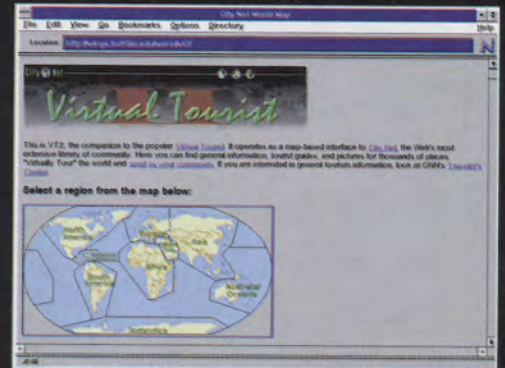 City.Net World Map
File Edit View Go Bookmarks Options Directory Help
Location:
N
City Net
Virtual Tourist
This is VT2, the companion to the popular Virtual Tourist. It operates as a map-based interface to City.Net, the Web's most
extensive library of community. Here you can find general information, tourist guides, and pictures for thousands of places,
"Virtually Tour" the world and send us your comments. If you are interested in general tourism information, look at GNN's Traveler's
Center.
Select a region from the map below:
North
America
Europe
Asia
Africa
South
America
Australia/
Oceania
Antarctica